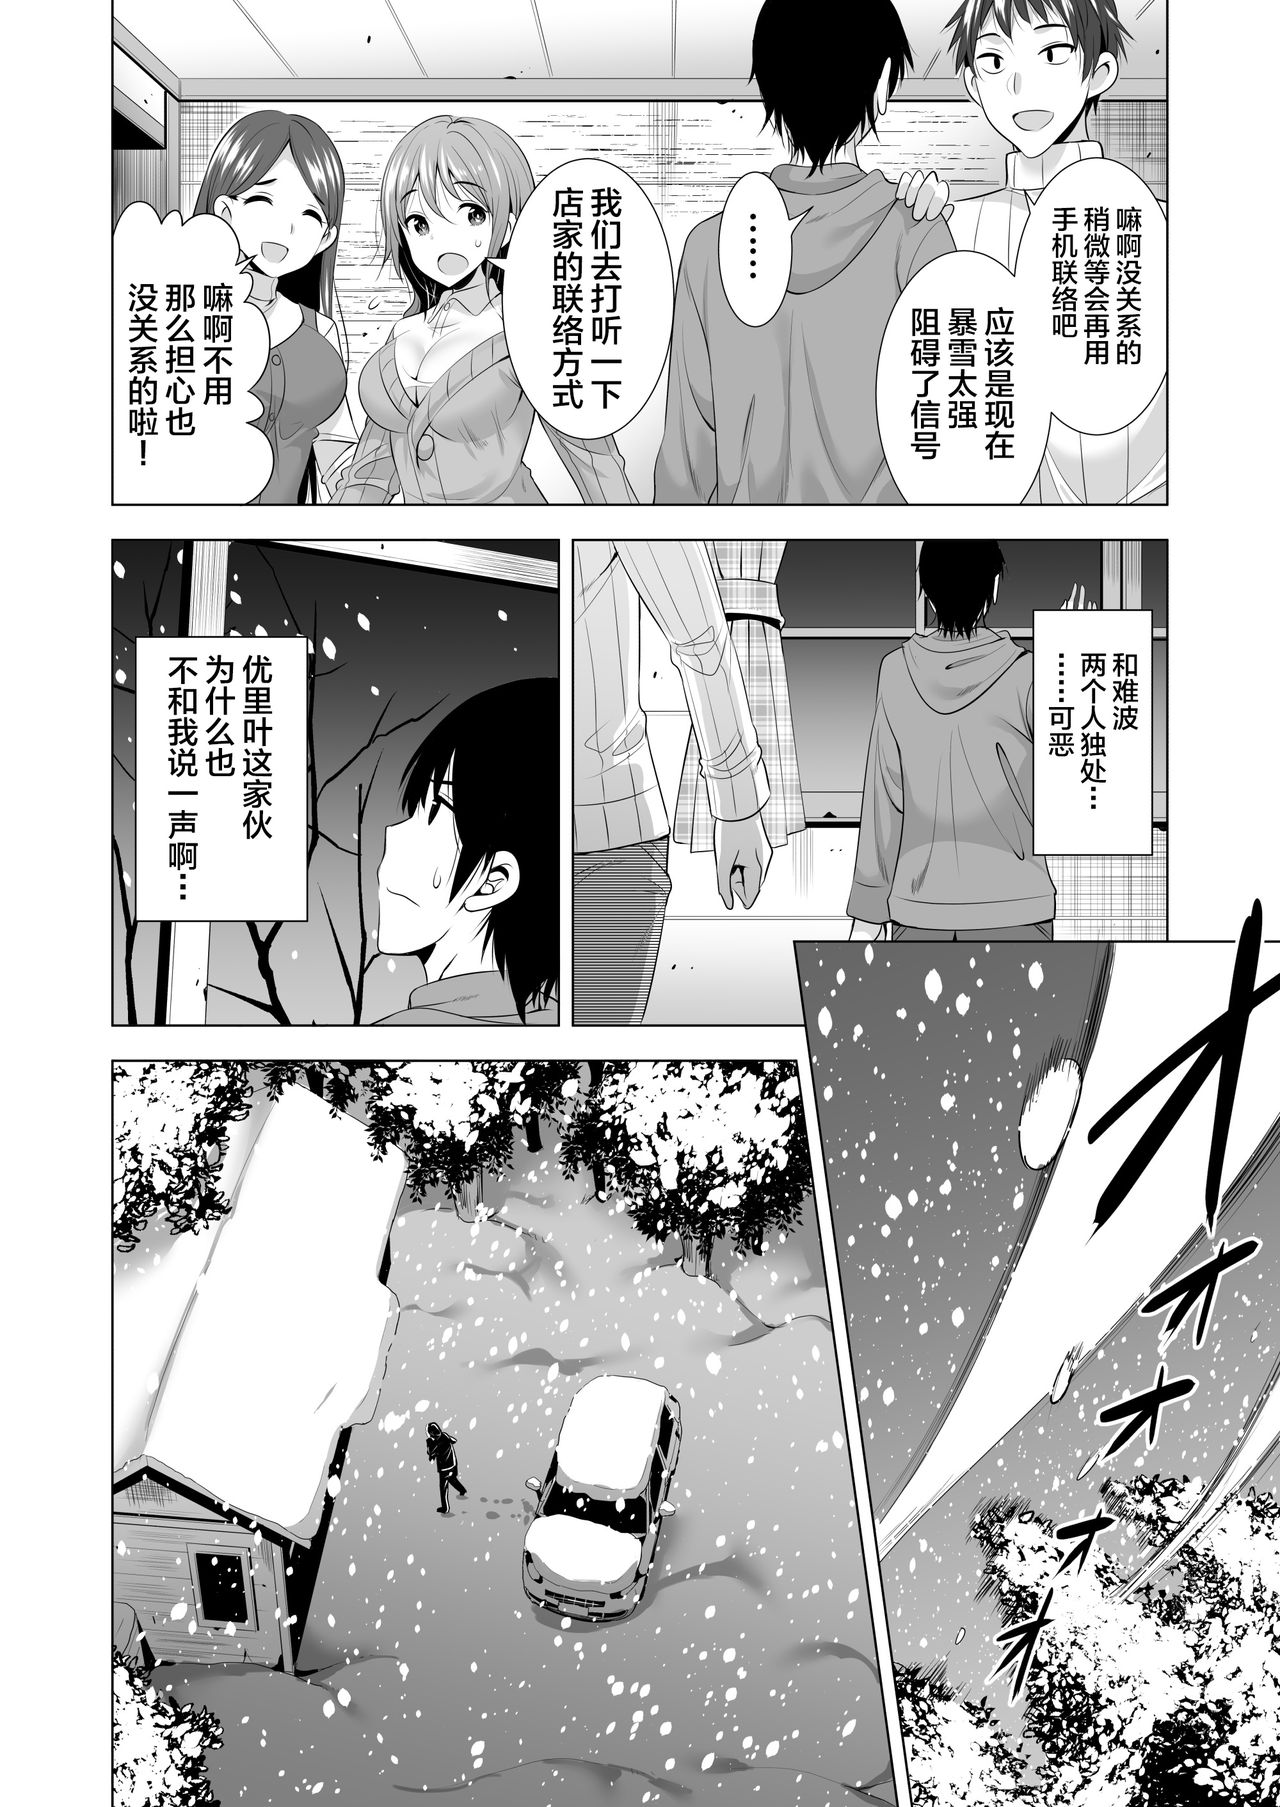 嘛啊没关系的
稍微等会再用
手机联络吧
应该是现在
暴雪太强
阻碍了信号
……
我们去打听一下
店家的联络方式
嘛啊不用
那么担心也
没关系的啦！
和难波
两个人独处…
……可恶
优里叶这家伙
为什么也
不和我说一声啊…
オオオオオ